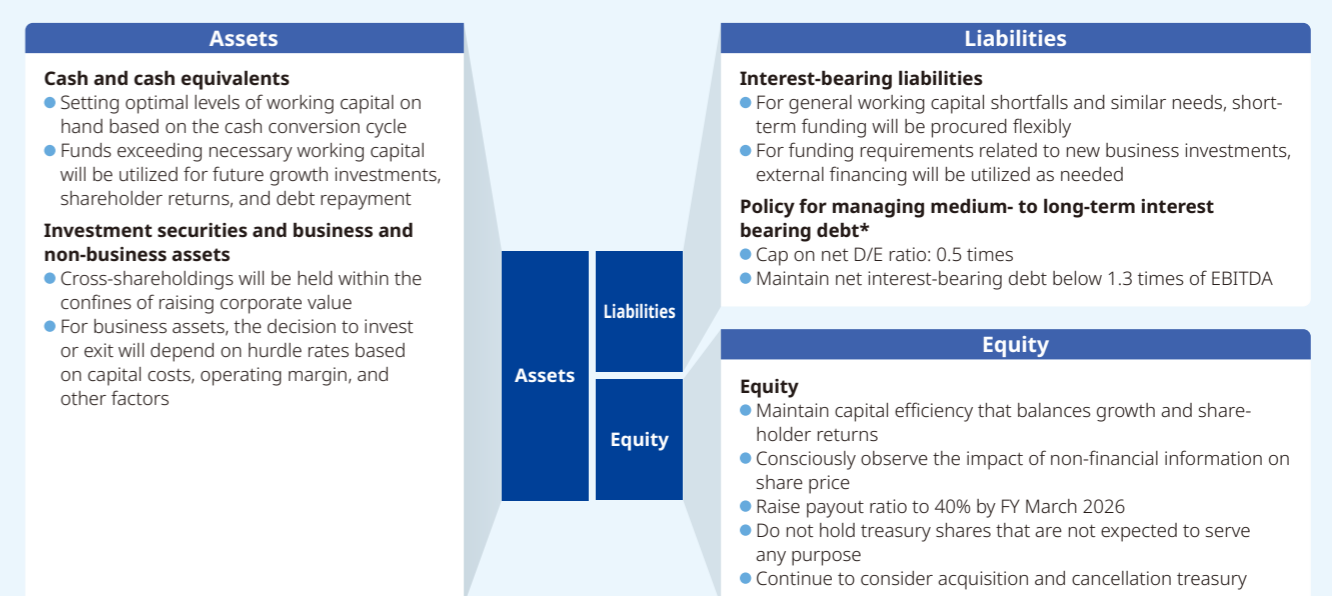 Assets
Cash and cash equivalents
● Setting optimal levels of working capital on
hand based on the cash conversion cycle
● Funds exceeding necessary working capital
will be utilized for future growth investments,
shareholder returns, and debt repayment
Investment securities and business and
non-business assets
● Cross-shareholdings will be held within the
confines of raising corporate value
● For business assets, the decision to invest
or exit will depend on hurdle rates based
on capital costs, operating margin, and
other factors
Assets
Liabilities
Equity
Liabilities
Interest-bearing liabilities
● For general working capital shortfalls and similar needs, short-
term funding will be procured flexibly
● For funding requirements related to new business investments,
external financing will be utilized as needed
Policy for managing medium- to long-term interest
bearing debt*
● Cap on net D/E ratio: 0.5 times
● Maintain net interest-bearing debt below 1.3 times of EBITDA
Equity
Equity
● Maintain capital efficiency that balances growth and share-
holder returns
● Consciously observe the impact of non-financial information on
share price
● Raise payout ratio to 40% by FY March 2026
● Do not hold treasury shares that are not expected to serve
any purpose
● Continue to consider acquisition and cancellation treasury